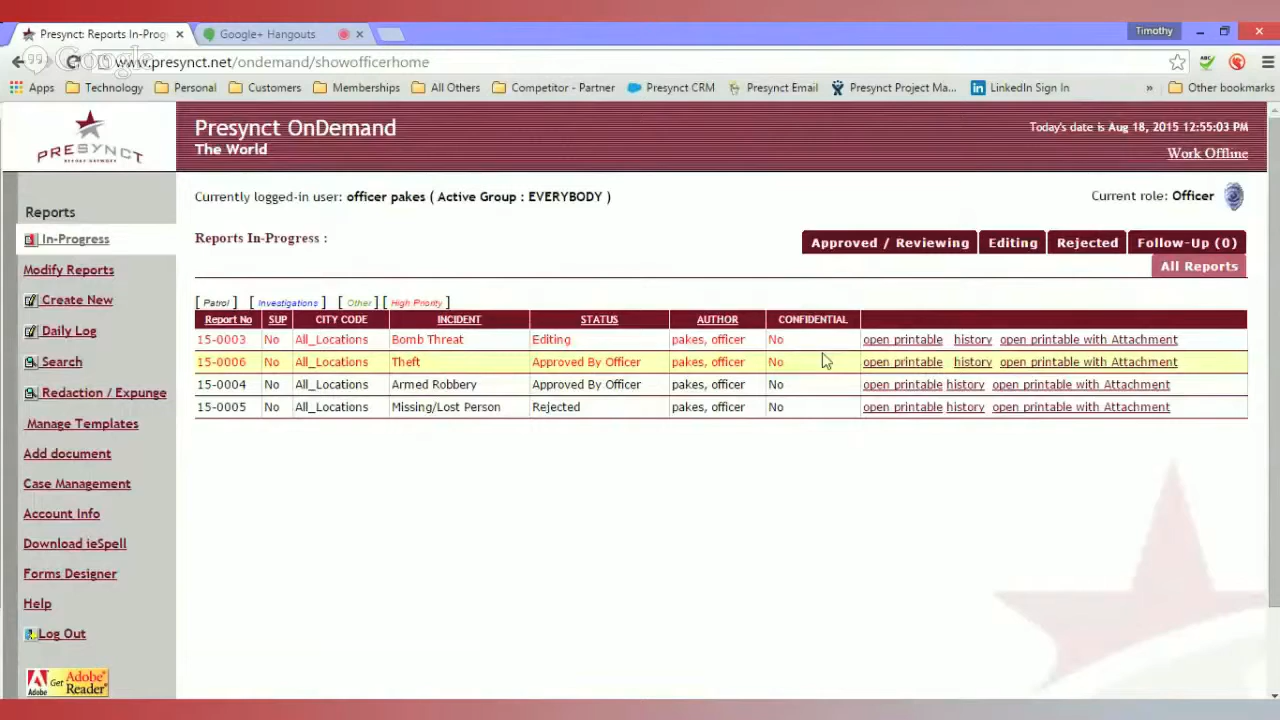 Presynct: Reports In-Prog
Google+ Hangouts
Timothy
Google
www.presynct.net/ondemand/showofficerhome
Apps
Technology
Personal
Customers
Memberships
All Others
Competitor - Partner
Presynct CRM
Presynct Email
Presynct Project Ma...
LinkedIn Sign In
»
Other bookmarks
PRESYNCT
Presynct OnDemand
The World
Today's date is Aug 18, 2015 12:55:03 PM
Work Offline
Currently logged-in user: officer pakes ( Active Group : EVERYBODY )
Current role: Officer
Reports
In-Progress
Modify Reports
Create New
Daily Log
Search
Redaction / Expunge
Manage Templates
Add document
Case Management
Account Info
Download ieSpell
Forms Designer
Help
Log Out
Get Adobe Reader
Adobe
Reports In-Progress :
Approved / Reviewing
Editing
Rejected
Follow-Up (0)
All Reports
[ Patrol ] [ Investigations ] [ Other ] [ High Priority ]
Report No SUP CITY CODE INCIDENT STATUS AUTHOR CONFIDENTIAL
15-0003 No All_Locations Bomb Threat Editing pakes, officer No open printable history open printable with Attachment
15-0006 No All_Locations Theft Approved By Officer pakes, officer No open printable history open printable with Attachment
15-0004 No All_Locations Armed Robbery Approved By Officer pakes, officer No open printable history open printable with Attachment
15-0005 No All_Locations Missing/Lost Person Rejected pakes, officer No open printable history open printable with Attachment